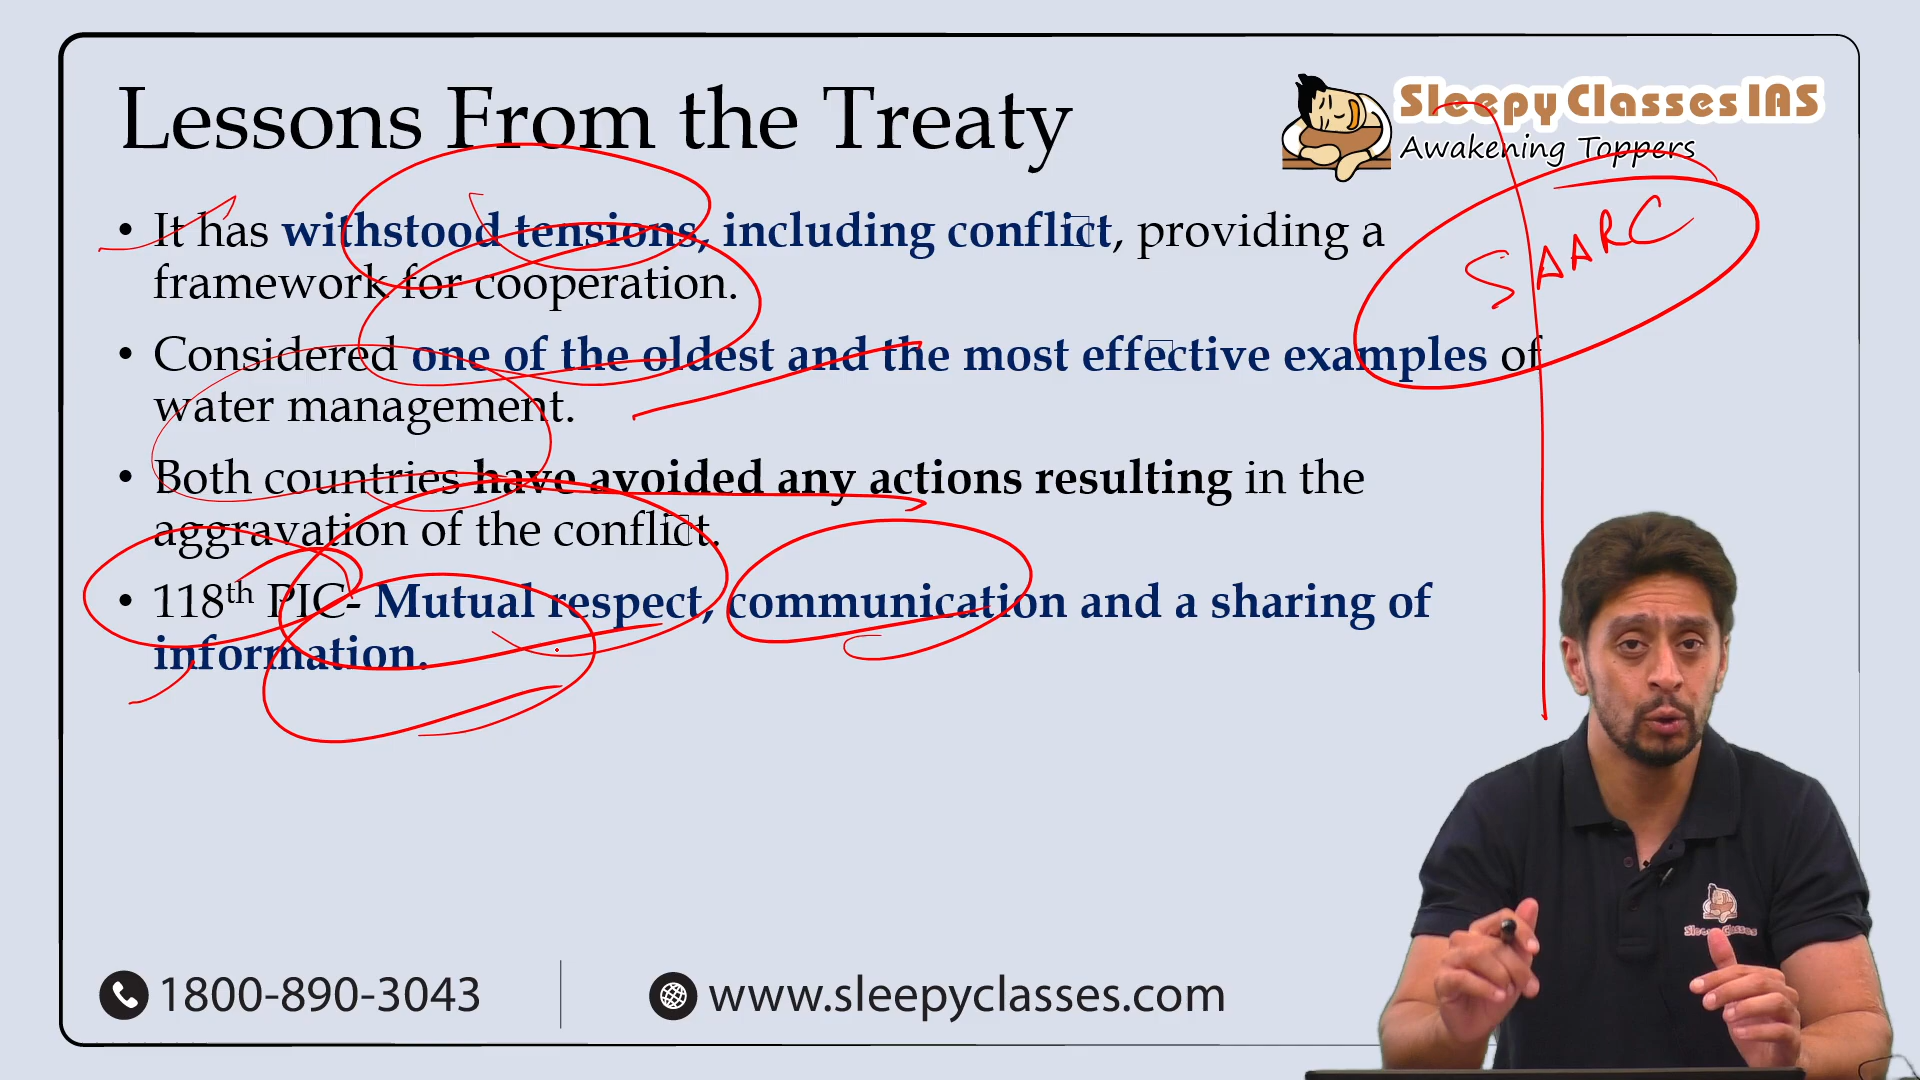 Lessons From the Treaty
Sleepy Classes IAS
Awakening Toppers
• It has withstood tensions, including conflict, providing a
framework for cooperation.
SAARC
• Considered one of the oldest and the most effective examples of
water management.
• Both countries have avoided any actions resulting in the
aggravation of the conflict.
• 118th PIC- Mutual respect, communication and a sharing of
information.
Sleepy Classes
1800-890-3043
www.sleepyclasses.com